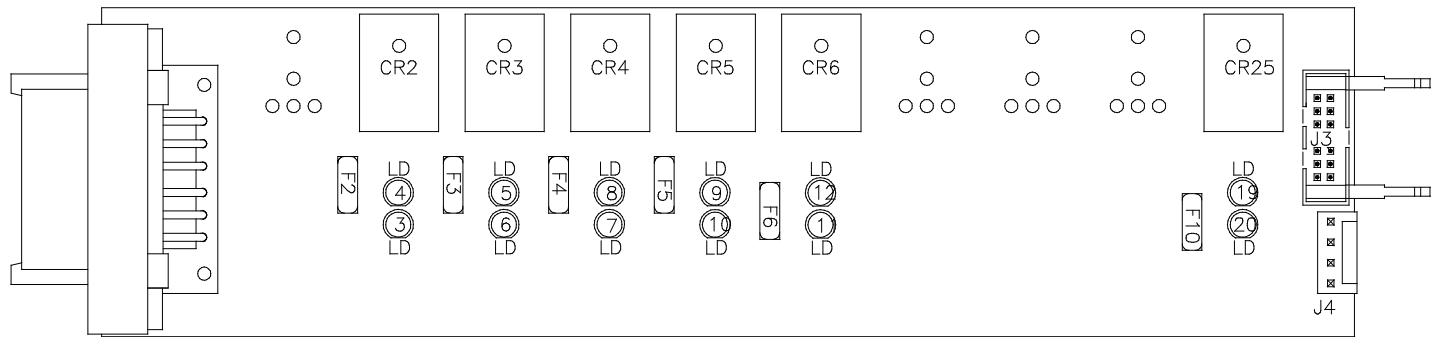 CR2 CR3 CR4 CR5 CR6 CR25
J3
LD LD LD LD LD LD
F2 4 F3 5 F4 8 F5 9 12 19
F6 F10
3 6 7 10 11 20
LD LD LD LD LD LD
J4